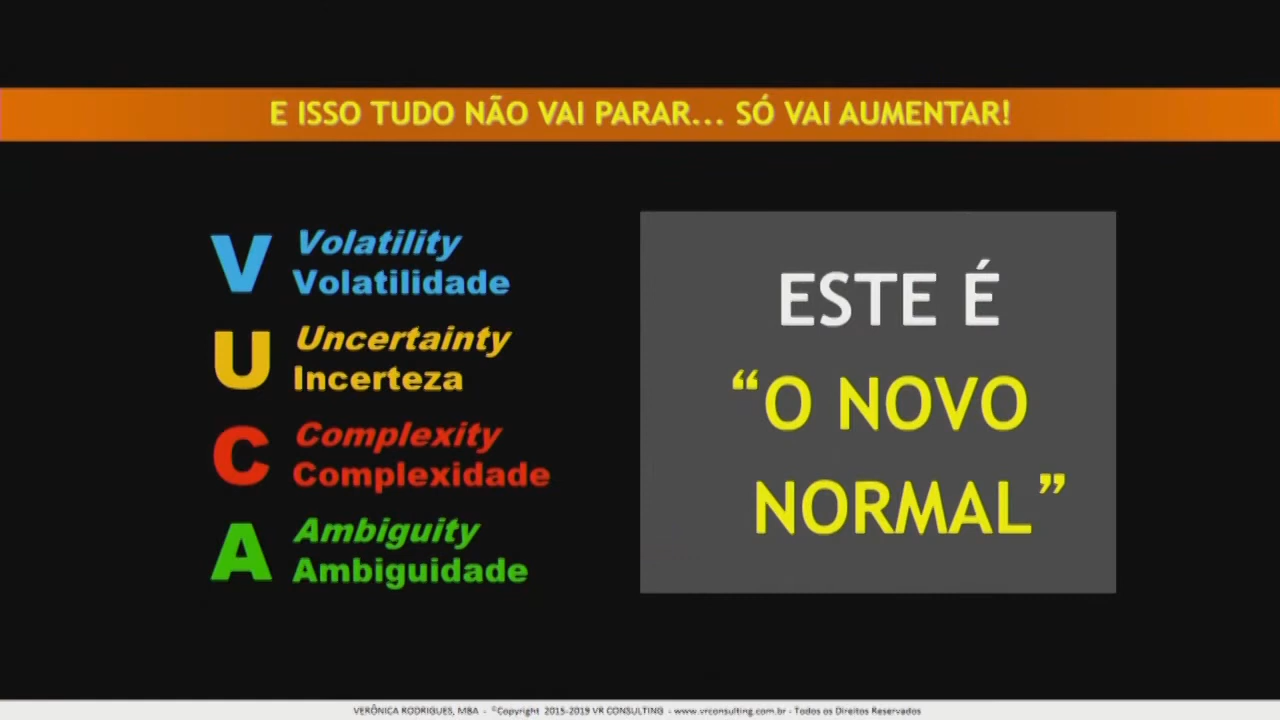 E ISSO TUDO NÃO VAI PARAR... SÓ VAI AUMENTAR!
V
Volatility
Volatilidade
U
Uncertainty
Incerteza
C
Complexity
Complexidade
A
Ambiguity
Ambiguidade
ESTE É
“O NOVO
NORMAL”
VERÔNICA RODRIGUES, MBA - ©Copyright 2015-2019 VR CONSULTING - www.vrconsulting.com.br - Todos os Direitos Reservados